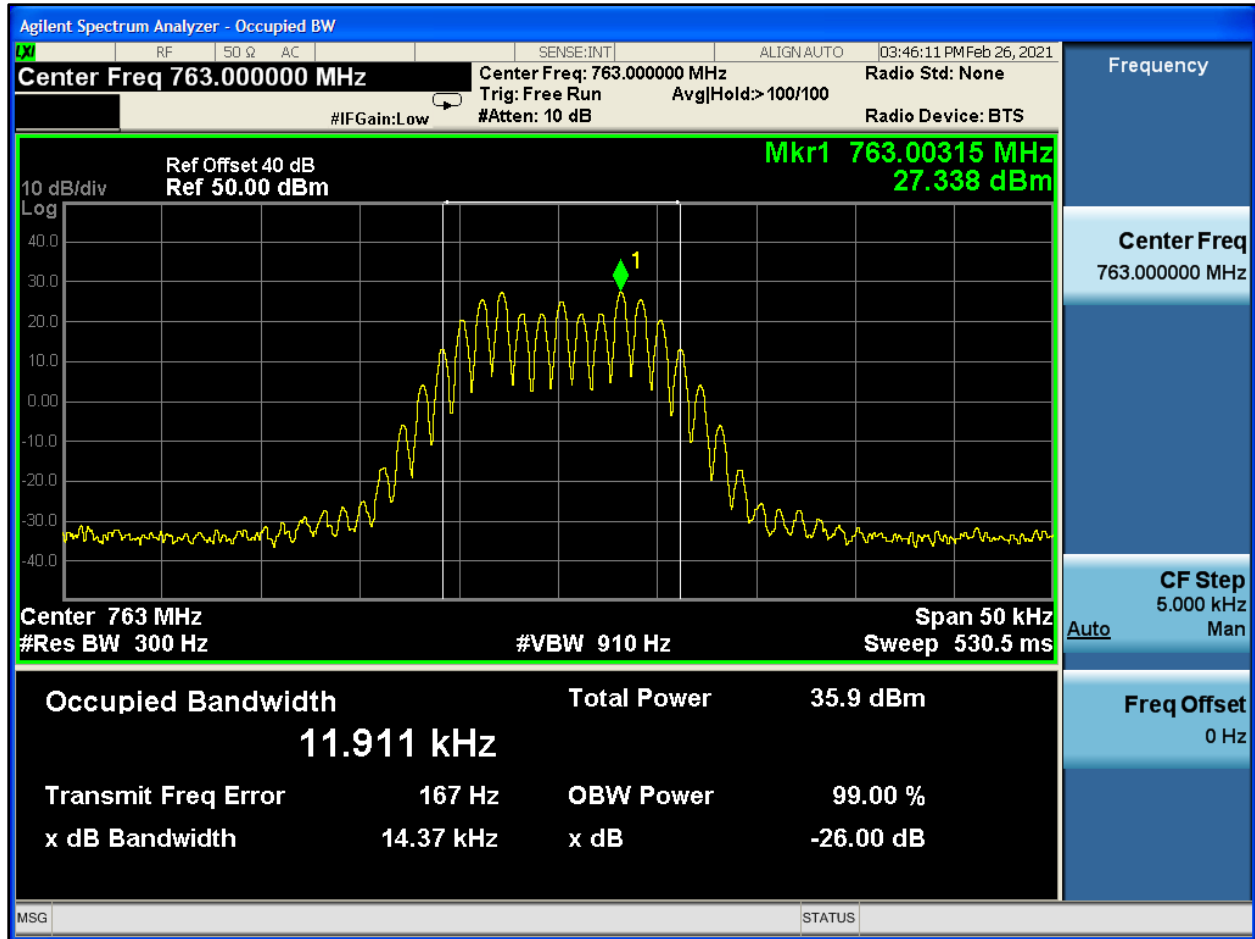 Agilent Spectrum Analyzer - Occupied BW
LXI RF 50 Ω AC SENSE:INT ALIGN AUTO 03:46:11 PM Feb 26, 2021
Center Freq 763.000000 MHz
Center Freq: 763.000000 MHz Radio Std: None
Trig: Free Run Avg|Hold:>100/100
#IFGain:Low #Atten: 10 dB Radio Device: BTS
Mkr1 763.00315 MHz
27.338 dBm
Ref Offset 40 dB
10 dB/div Ref 50.00 dBm
Log
40.0
30.0
20.0
10.0
0.00
-10.0
-20.0
-30.0
-40.0
1
Center 763 MHz Span 50 kHz
#Res BW 300 Hz #VBW 910 Hz Sweep 530.5 ms
Occupied Bandwidth Total Power 35.9 dBm
11.911 kHz
Transmit Freq Error 167 Hz OBW Power 99.00 %
x dB Bandwidth 14.37 kHz x dB -26.00 dB
MSG STATUS
Frequency
Center Freq
763.000000 MHz
CF Step
5.000 kHz
Auto Man
Freq Offset
0 Hz